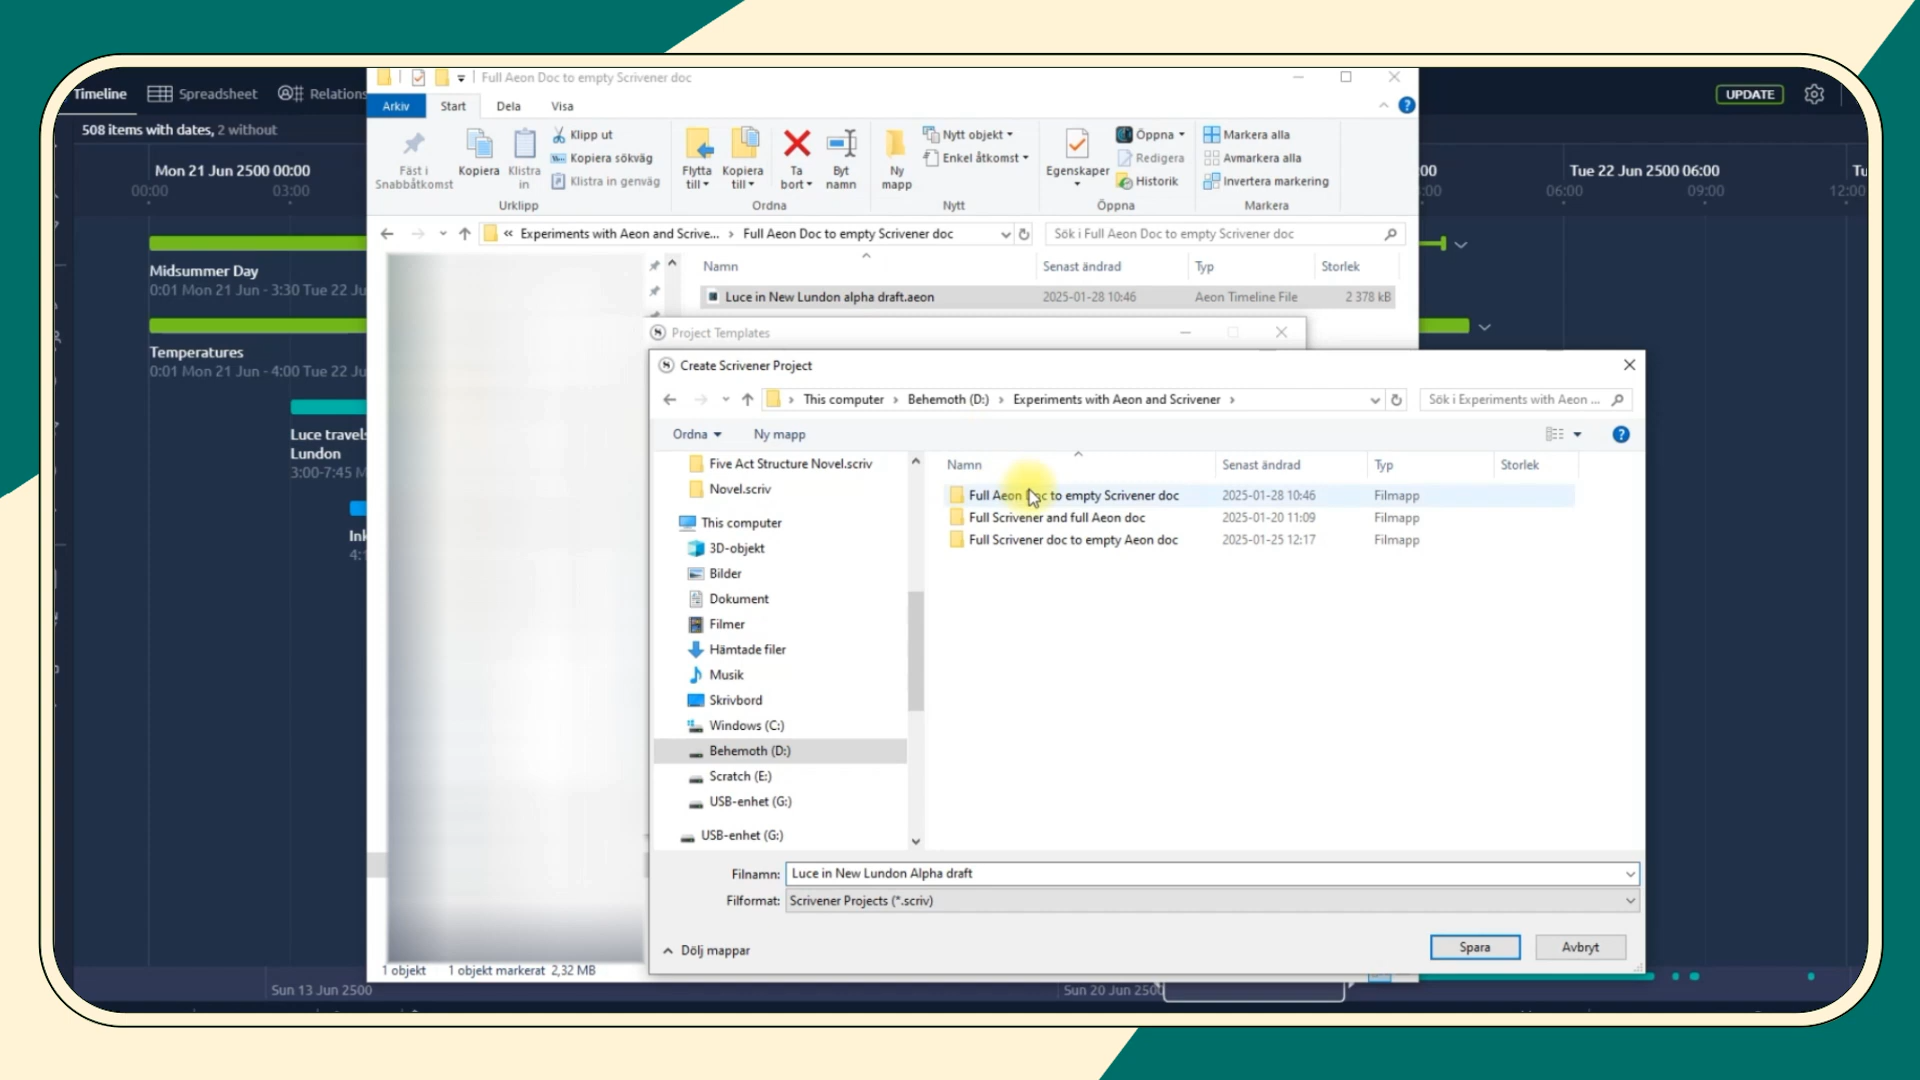 Full Aeon Doc to empty Scrivener doc
Timeline
Spreadsheet
Relations
UPDATE
508 items with dates, 2 without
Arkiv
Start
Dela
Visa
Fäst i Snabbåtkomst
Kopiera
Klistra in
Klipp ut
Kopiera sökväg
Klistra in genväg
Flytta till
Kopiera till
Ta bort
Byt namn
Ny mapp
Nytt objekt
Enkel åtkomst
Egenskaper
Öppna
Redigera
Historik
Markera alla
Avmarkera alla
Invertera markering
Urklipp
Ordna
Nytt
Öppna
Markera
Mon 21 Jun 2500 00:00
00:00
03:00
00
:00
Tue 22 Jun 2500 06:00
06:00
09:00
Tu
12:00
« Experiments with Aeon and Scrive... › Full Aeon Doc to empty Scrivener doc
Sök i Full Aeon Doc to empty Scrivener doc
Namn
Senast ändrad
Typ
Storlek
Luce in New Lundon alpha draft.aeon
2025-01-28 10:46
Aeon Timeline File
2 378 kB
Midsummer Day
0:01 Mon 21 Jun - 3:30 Tue 22 Ju
Temperatures
0:01 Mon 21 Jun - 4:00 Tue 22 Ju
Luce travels
Lundon
3:00-7:45 M
Ink
4:1
Project Templates
Create Scrivener Project
› This computer › Behemoth (D:) › Experiments with Aeon and Scrivener ›
Sök i Experiments with Aeon ...
Ordna
Ny mapp
Five Act Structure Novel.scriv
Novel.scriv
This computer
3D-objekt
Bilder
Dokument
Filmer
Hämtade filer
Musik
Skrivbord
Windows (C:)
Behemoth (D:)
Scratch (E:)
USB-enhet (G:)
USB-enhet (G:)
Namn
Senast ändrad
Typ
Storlek
Full Aeon Doc to empty Scrivener doc
2025-01-28 10:46
Filmapp
Full Scrivener and full Aeon doc
2025-01-20 11:09
Filmapp
Full Scrivener doc to empty Aeon doc
2025-01-25 12:17
Filmapp
Filnamn: Luce in New Lundon Alpha draft
Filformat: Scrivener Projects (*.scriv)
Dölj mappar
Spara
Avbryt
1 objekt
1 objekt markerat 2,32 MB
Sun 13 Jun 2500
Sun 20 Jun 2500